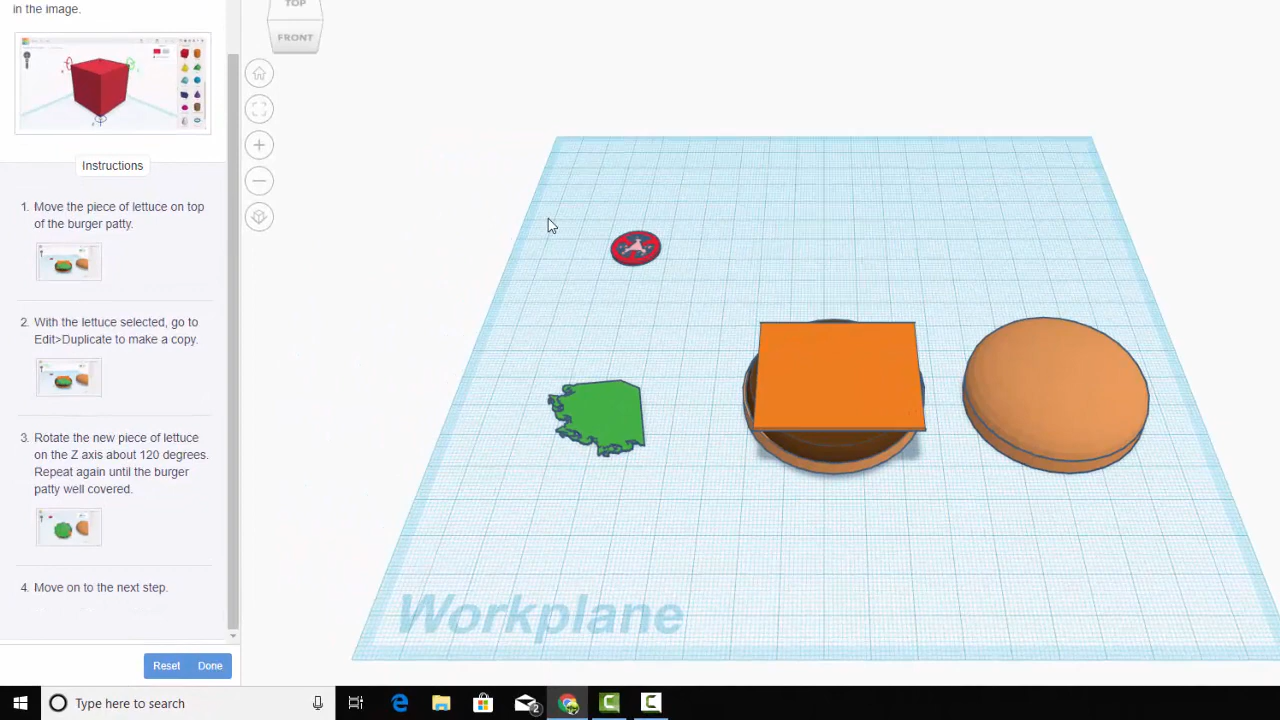 in the image.
TOP
FRONT
Instructions
1. Move the piece of lettuce on top
of the burger patty.
2. With the lettuce selected, go to
Edit>Duplicate to make a copy.
3. Rotate the new piece of lettuce
on the Z axis about 120 degrees.
Repeat again until the burger
patty well covered.
4. Move on to the next step.
Workplane
Reset
Done
Type here to search
2